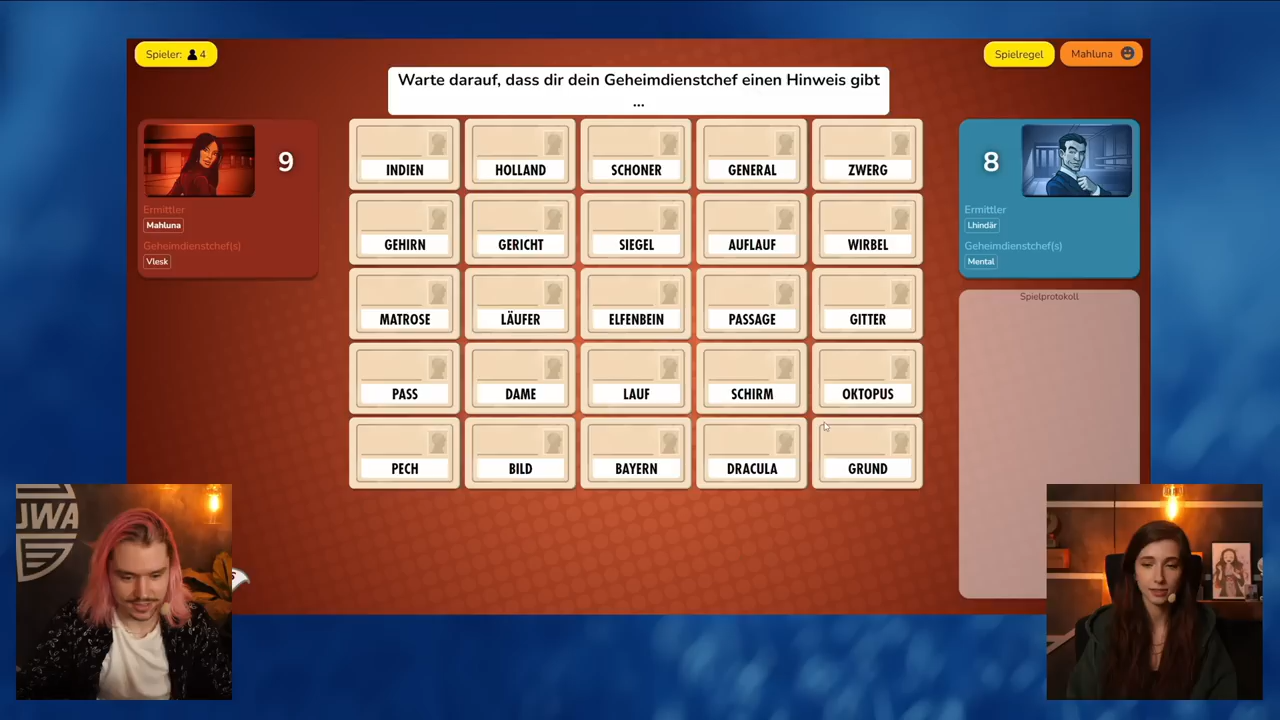 Spieler: 4
Spielregel
Mahluna
Warte darauf, dass dir dein Geheimdienstchef einen Hinweis gibt
...
9
Ermittler
Mahluna
Geheimdienstchef(s)
Vlesk
INDIEN HOLLAND SCHONER GENERAL ZWERG
GEHIRN GERICHT SIEGEL AUFLAUF WIRBEL
MATROSE LÄUFER ELFENBEIN PASSAGE GITTER
PASS DAME LAUF SCHIRM OKTOPUS
PECH BILD BAYERN DRACULA GRUND
8
Ermittler
Lhindär
Geheimdienstchef(s)
Mental
Spielprotokoll
UWA